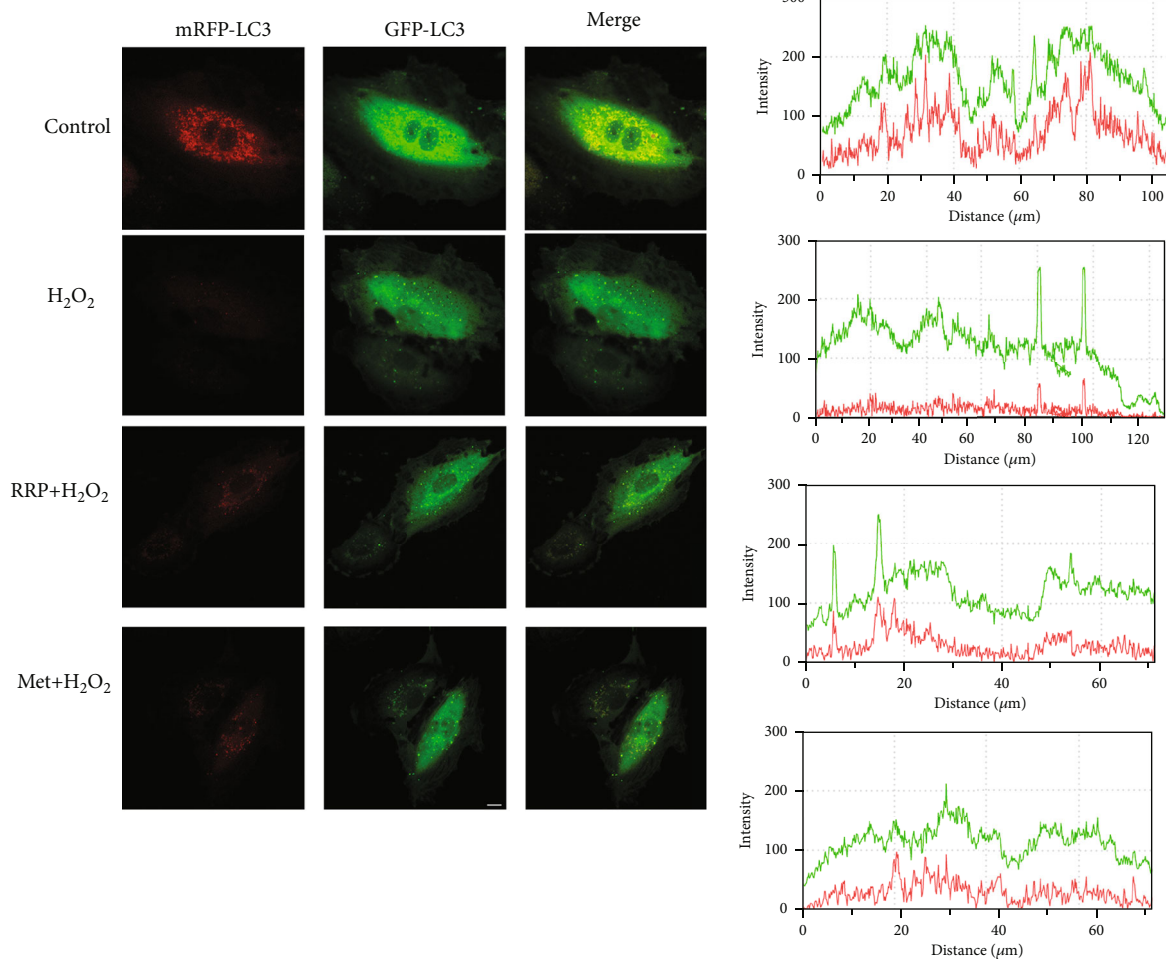 mRFP-LC3
GFP-LC3
Merge
Control
H₂O₂
RRP+H₂O₂
Met+H₂O₂
300
200
100
0
Intensity
0 20 40 60 80 100
Distance (μm)
300
200
100
0
Intensity
0 20 40 60 80 100 120
Distance (μm)
300
200
100
0
Intensity
0 20 40 60
Distance (μm)
300
200
100
0
Intensity
20 40 60
0
Distance (μm)